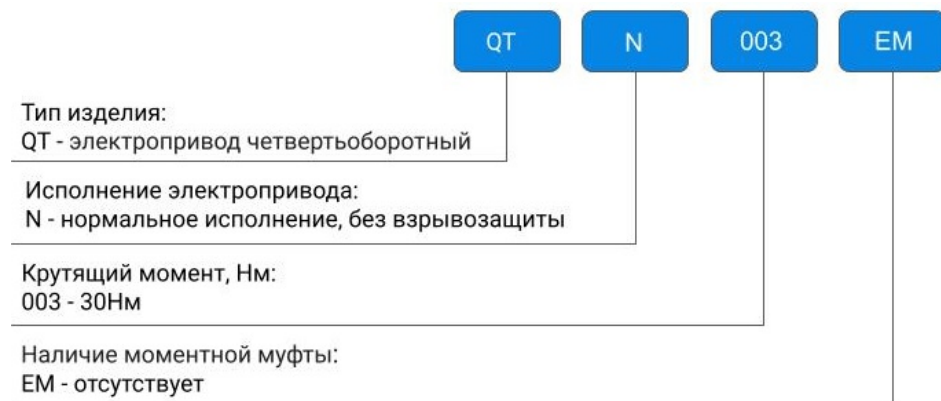 QT N 003 EM
Тип изделия:
QT - электропривод четвертьоборотный
Исполнение электропривода:
N - нормальное исполнение, без взрывозащиты
Крутящий момент, Нм:
003 - 30Нм
Наличие моментной муфты:
EM - отсутствует